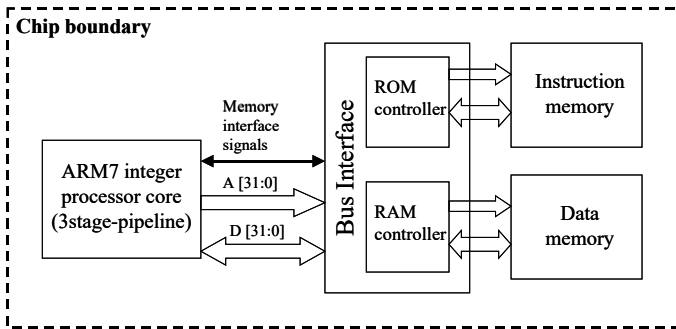 Chip boundary
ARM7 integer
processor core
(3stage-pipeline)
Memory
interface
signals
A [31:0]
D [31:0]
Bus Interface
ROM
controller
RAM
controller
Instruction
memory
Data
memory